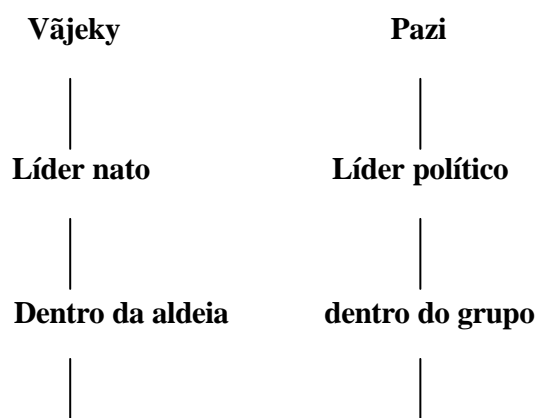 Vãjeky Pazi
Líder nato Líder político
Dentro da aldeia dentro do grupo